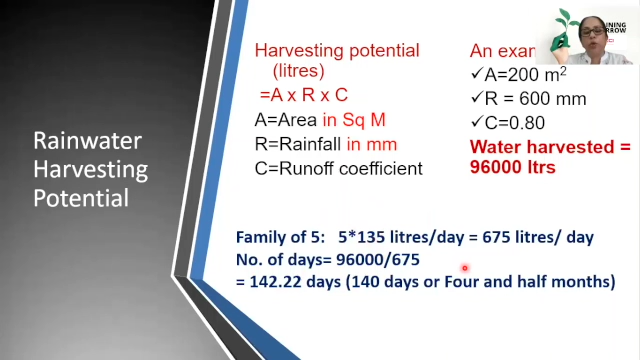 Rainwater
Harvesting
Potential
Harvesting potential
(litres)
=A x R x C
A=Area in Sq M
R=Rainfall in mm
C=Runoff coefficient
An exam
✓A=200 m²
✓R = 600 mm
✓C=0.80
Water harvested =
96000 ltrs
Family of 5: 5*135 litres/day = 675 litres/ day
No. of days= 96000/675
= 142.22 days (140 days or Four and half months)